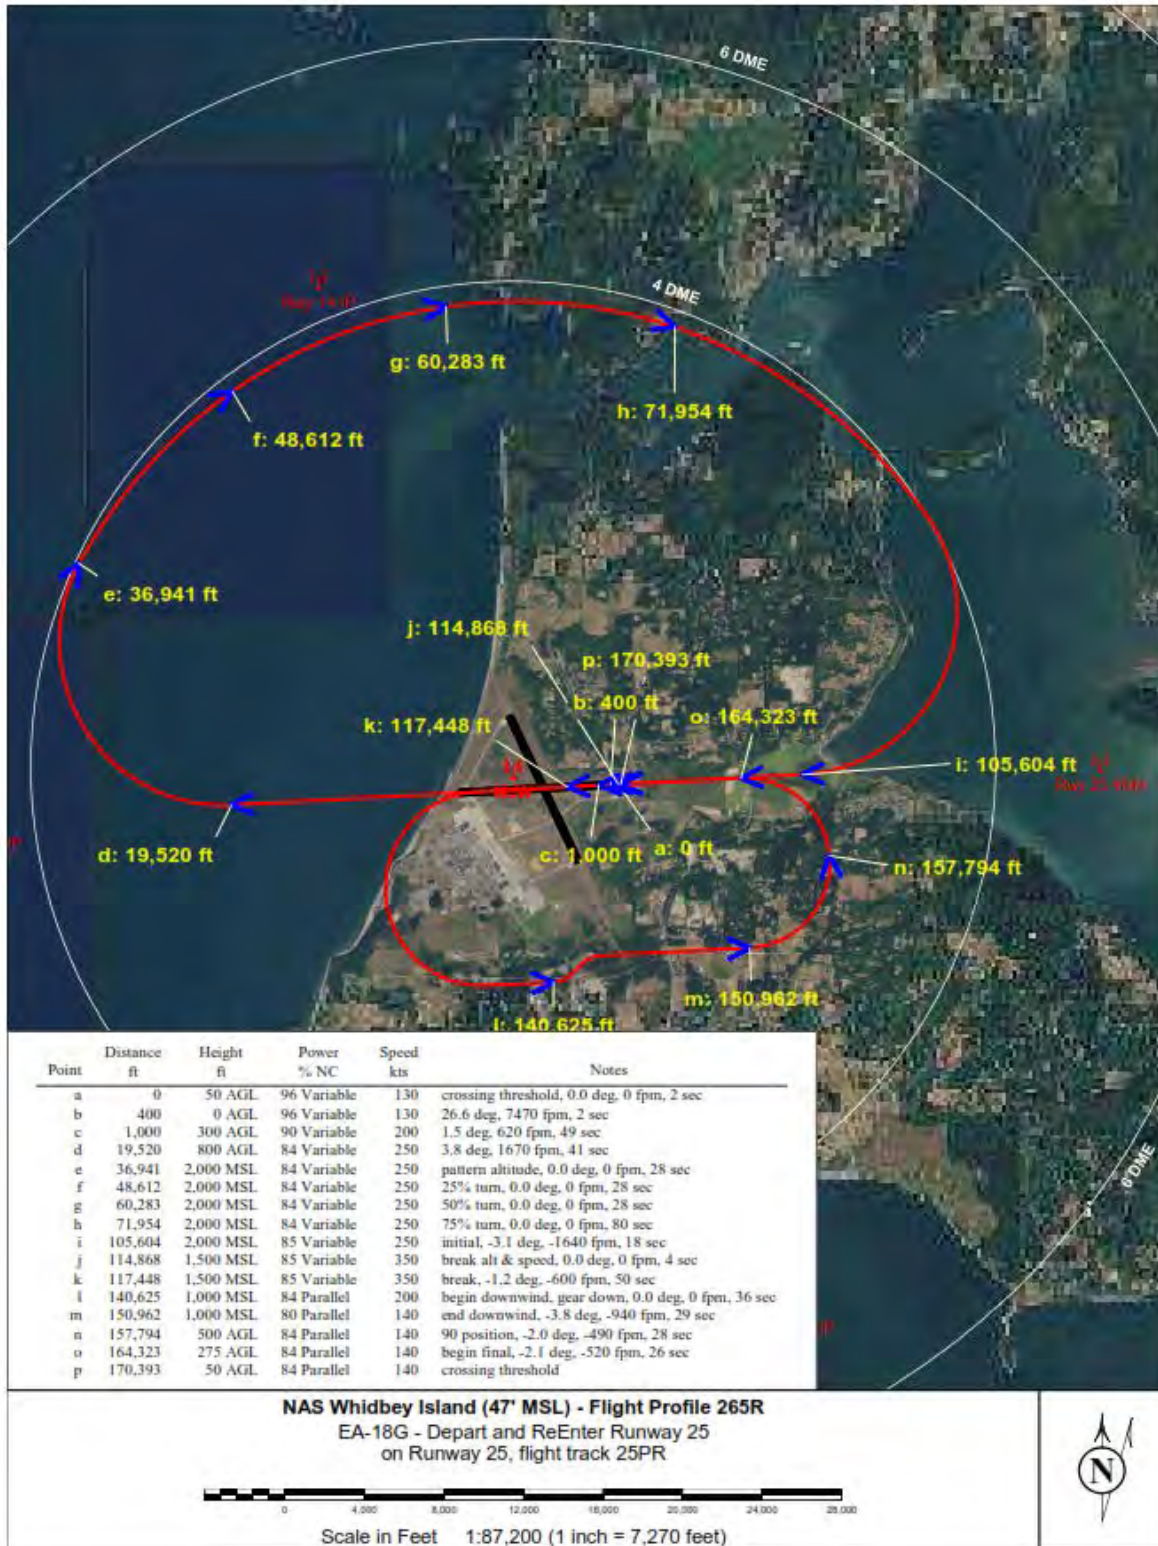 6 DME
4 DME
g: 60,283 ft
h: 71,954 ft
f: 48,612 ft
e: 36,941 ft
j: 114,868 ft
p: 170,393 ft
b: 400 ft
k: 117,448 ft
o: 164,323 ft
i: 105,604 ft
d: 19,520 ft
c: 1,000 ft
a: 0 ft
n: 157,794 ft
m: 150,962 ft
l: 140,625 ft
6 DME
Point Distance ft Height ft Power % NC Speed kts Notes
a 0 50 AGL 96 Variable 130 crossing threshold, 0.0 deg, 0 fpm, 2 sec
b 400 0 AGL 96 Variable 130 26.6 deg, 7470 fpm, 2 sec
c 1,000 300 AGL 90 Variable 200 1.5 deg, 620 fpm, 49 sec
d 19,520 800 AGL 84 Variable 250 3.8 deg, 1670 fpm, 41 sec
e 36,941 2,000 MSL 84 Variable 250 pattern altitude, 0.0 deg, 0 fpm, 28 sec
f 48,612 2,000 MSL 84 Variable 250 25% turn, 0.0 deg, 0 fpm, 28 sec
g 60,283 2,000 MSL 84 Variable 250 50% turn, 0.0 deg, 0 fpm, 28 sec
h 71,954 2,000 MSL 84 Variable 250 75% turn, 0.0 deg, 0 fpm, 80 sec
i 105,604 2,000 MSL 85 Variable 250 initial, -3.1 deg, -1640 fpm, 18 sec
j 114,868 1,500 MSL 85 Variable 350 break alt & speed, 0.0 deg, 0 fpm, 4 sec
k 117,448 1,500 MSL 85 Variable 350 break, -1.2 deg, -600 fpm, 50 sec
l 140,625 1,000 MSL 84 Parallel 200 begin downwind, gear down, 0.0 deg, 0 fpm, 36 sec
m 150,962 1,000 MSL 80 Parallel 140 end downwind, -3.8 deg, -940 fpm, 29 sec
n 157,794 500 AGL 84 Parallel 140 90 position, -2.0 deg, -490 fpm, 28 sec
o 164,323 275 AGL 84 Parallel 140 begin final, -2.1 deg, -520 fpm, 26 sec
p 170,393 50 AGL 84 Parallel 140 crossing threshold
NAS Whidbey Island (47' MSL) - Flight Profile 265R
EA-18G - Depart and ReEnter Runway 25
on Runway 25, flight track 25PR
0 4,000 8,000 12,000 16,000 20,000 24,000 28,000
Scale in Feet 1:87,200 (1 inch = 7,270 feet)
N